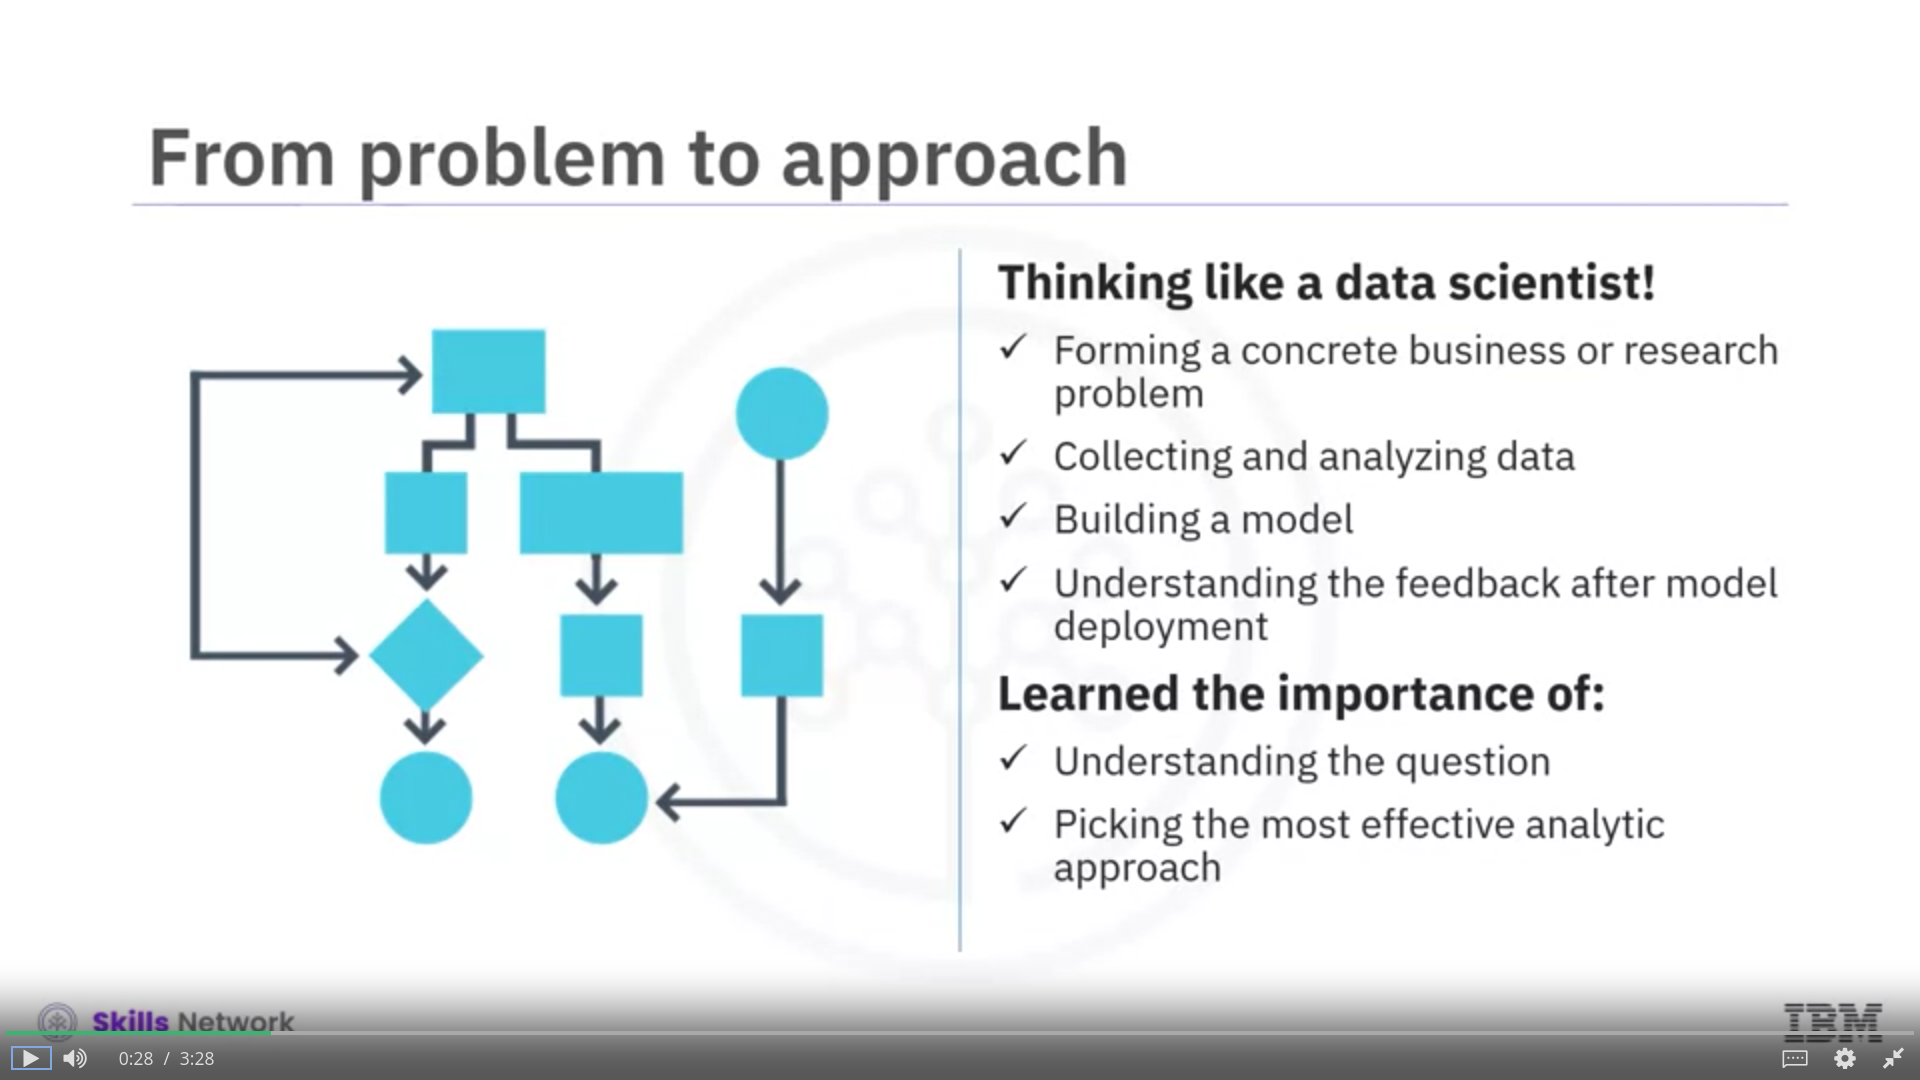 From problem to approach
Thinking like a data scientist!
✓ Forming a concrete business or research
problem
✓ Collecting and analyzing data
✓ Building a model
✓ Understanding the feedback after model
deployment
Learned the importance of:
✓ Understanding the question
✓ Picking the most effective analytic
approach
Skills Network
IBM
0:28 / 3:28